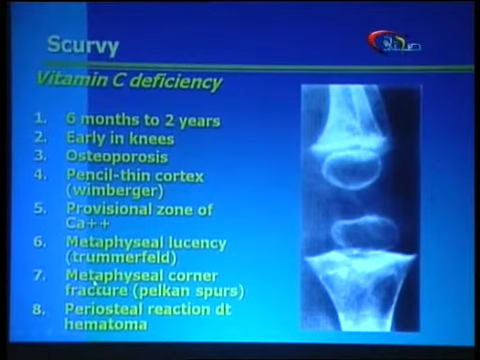 Scurvy
Vitamin C deficiency
1. 6 months to 2 years
2. Early in knees
3. Osteoporosis
4. Pencil-thin cortex
(wimberger)
5. Provisional zone of
Ca++
6. Metaphyseal lucency
(trummerfeld)
7. Metaphyseal corner
fracture (pelkan spurs)
8. Periosteal reaction dt
hematoma